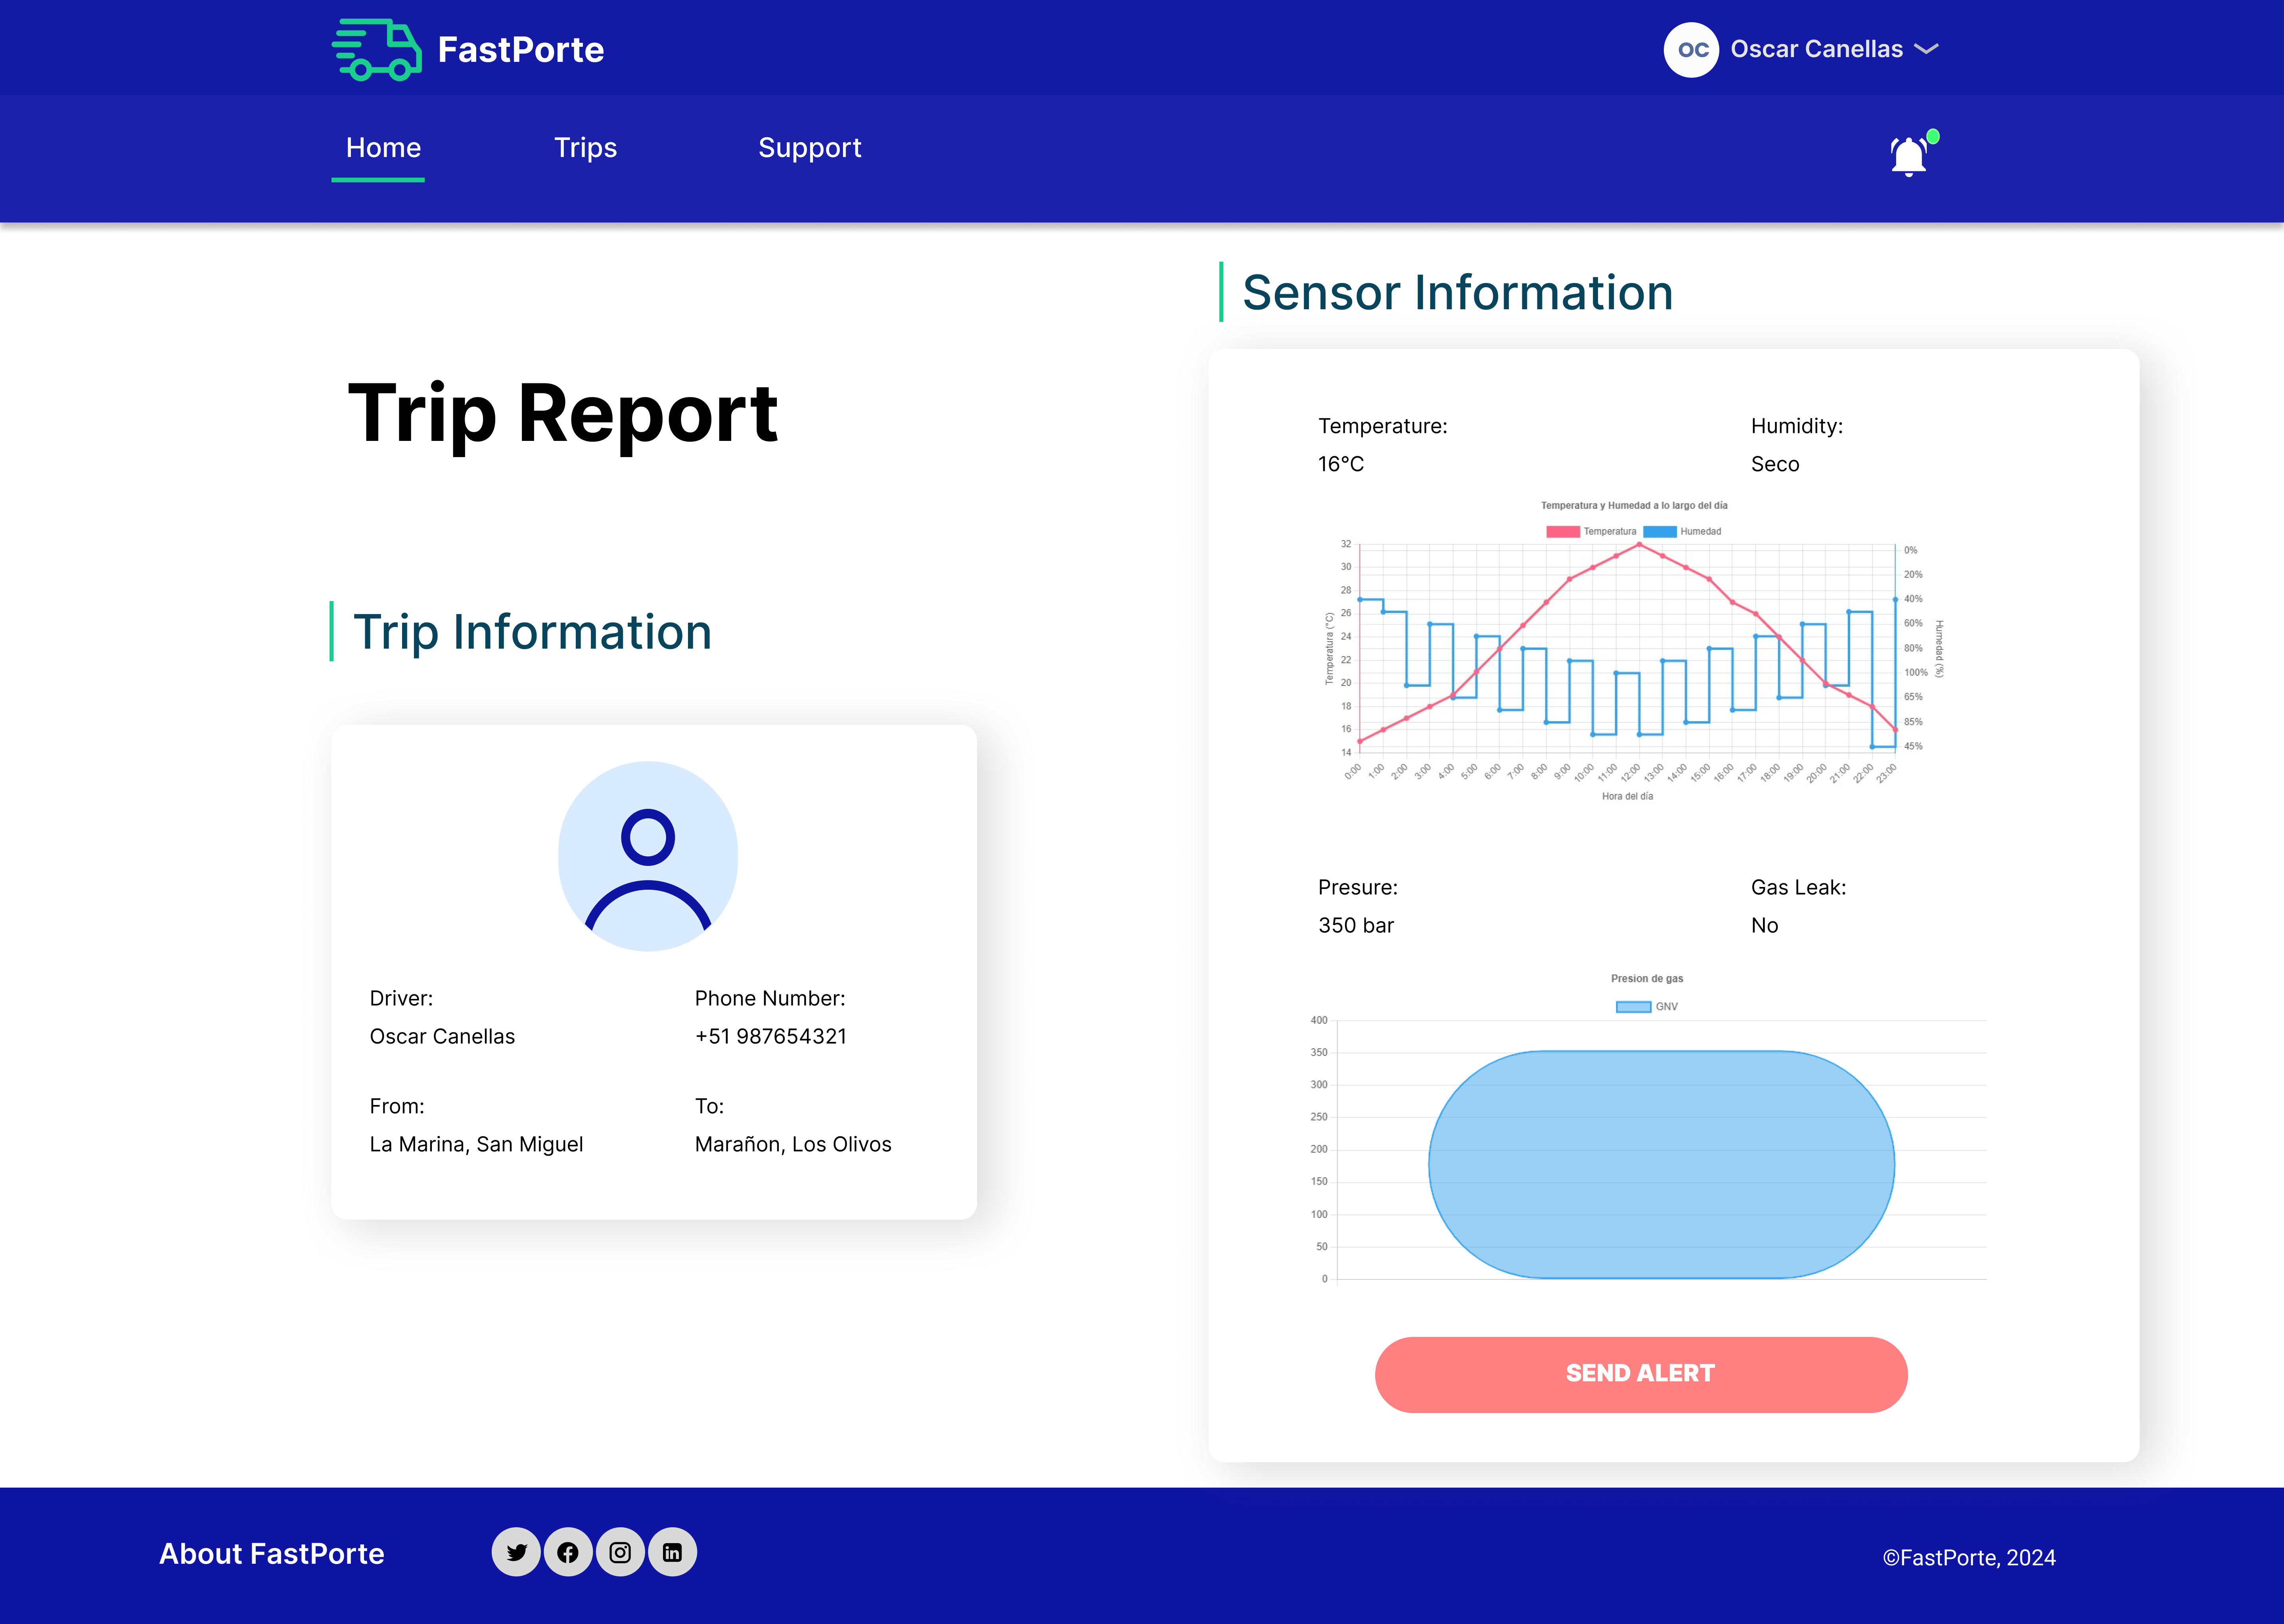 FastPorte
OC Oscar Canellas
Home Trips Support
Trip Report
Trip Information
Driver:
Oscar Canellas
Phone Number:
+51 987654321
From:
La Marina, San Miguel
To:
Marañon, Los Olivos
Sensor Information
Temperature:
16°C
Humidity:
Seco
Temperatura y Humedad a lo largo del día
Temperatura Humedad
Temperatura (°C)
32
30
28
26
24
22
20
18
16
14
0%
20%
40%
60%
80%
100%
65%
85%
45%
Humedad (%)
0:00 1:00 2:00 3:00 4:00 5:00 6:00 7:00 8:00 9:00 10:00 11:00 12:00 13:00 14:00 15:00 16:00 17:00 18:00 19:00 20:00 21:00 22:00 23:00
Hora del día
Presure:
350 bar
Gas Leak:
No
Presion de gas
GNV
400
350
300
250
200
150
100
50
0
SEND ALERT
About FastPorte
©FastPorte, 2024